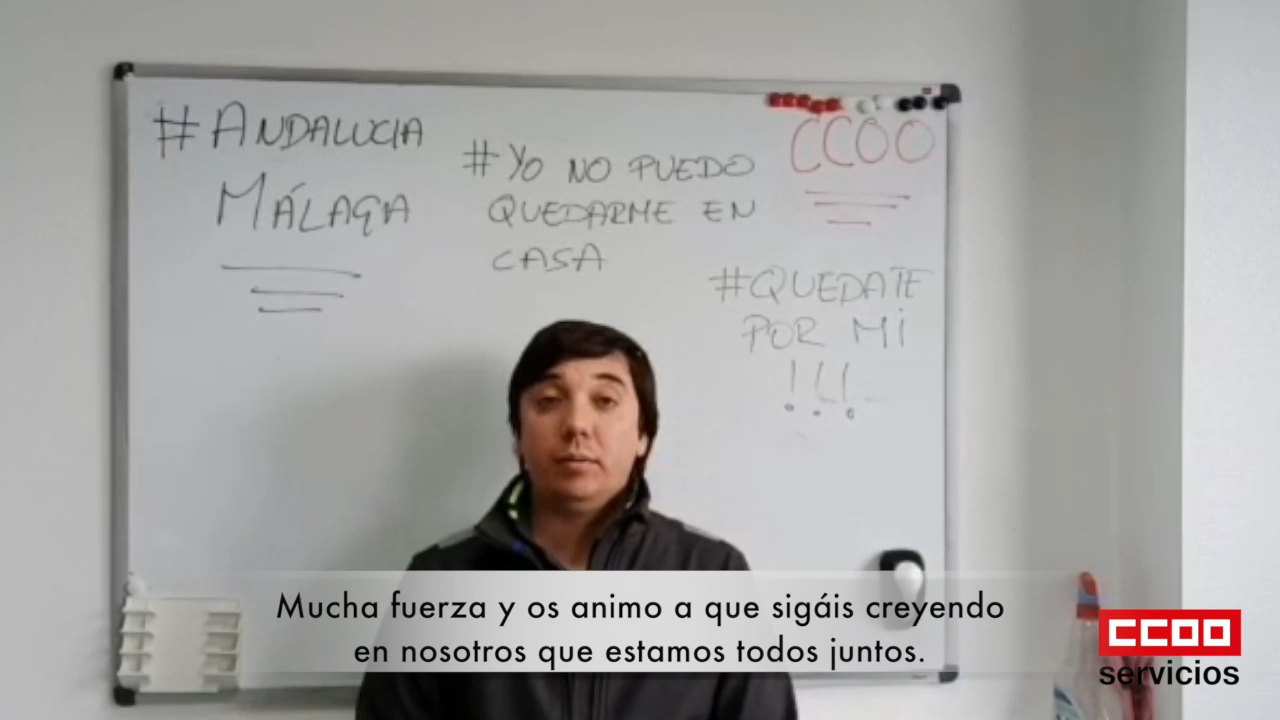 #ANDALUCIA
MÁLAGA
#YO NO PUEDO
QUEDARME EN
CASA
CCOO
#QUEDATE
POR MI
!!!
Mucha fuerza y os animo a que sigáis creyendo
en nosotros que estamos todos juntos.
CCOO
servicios